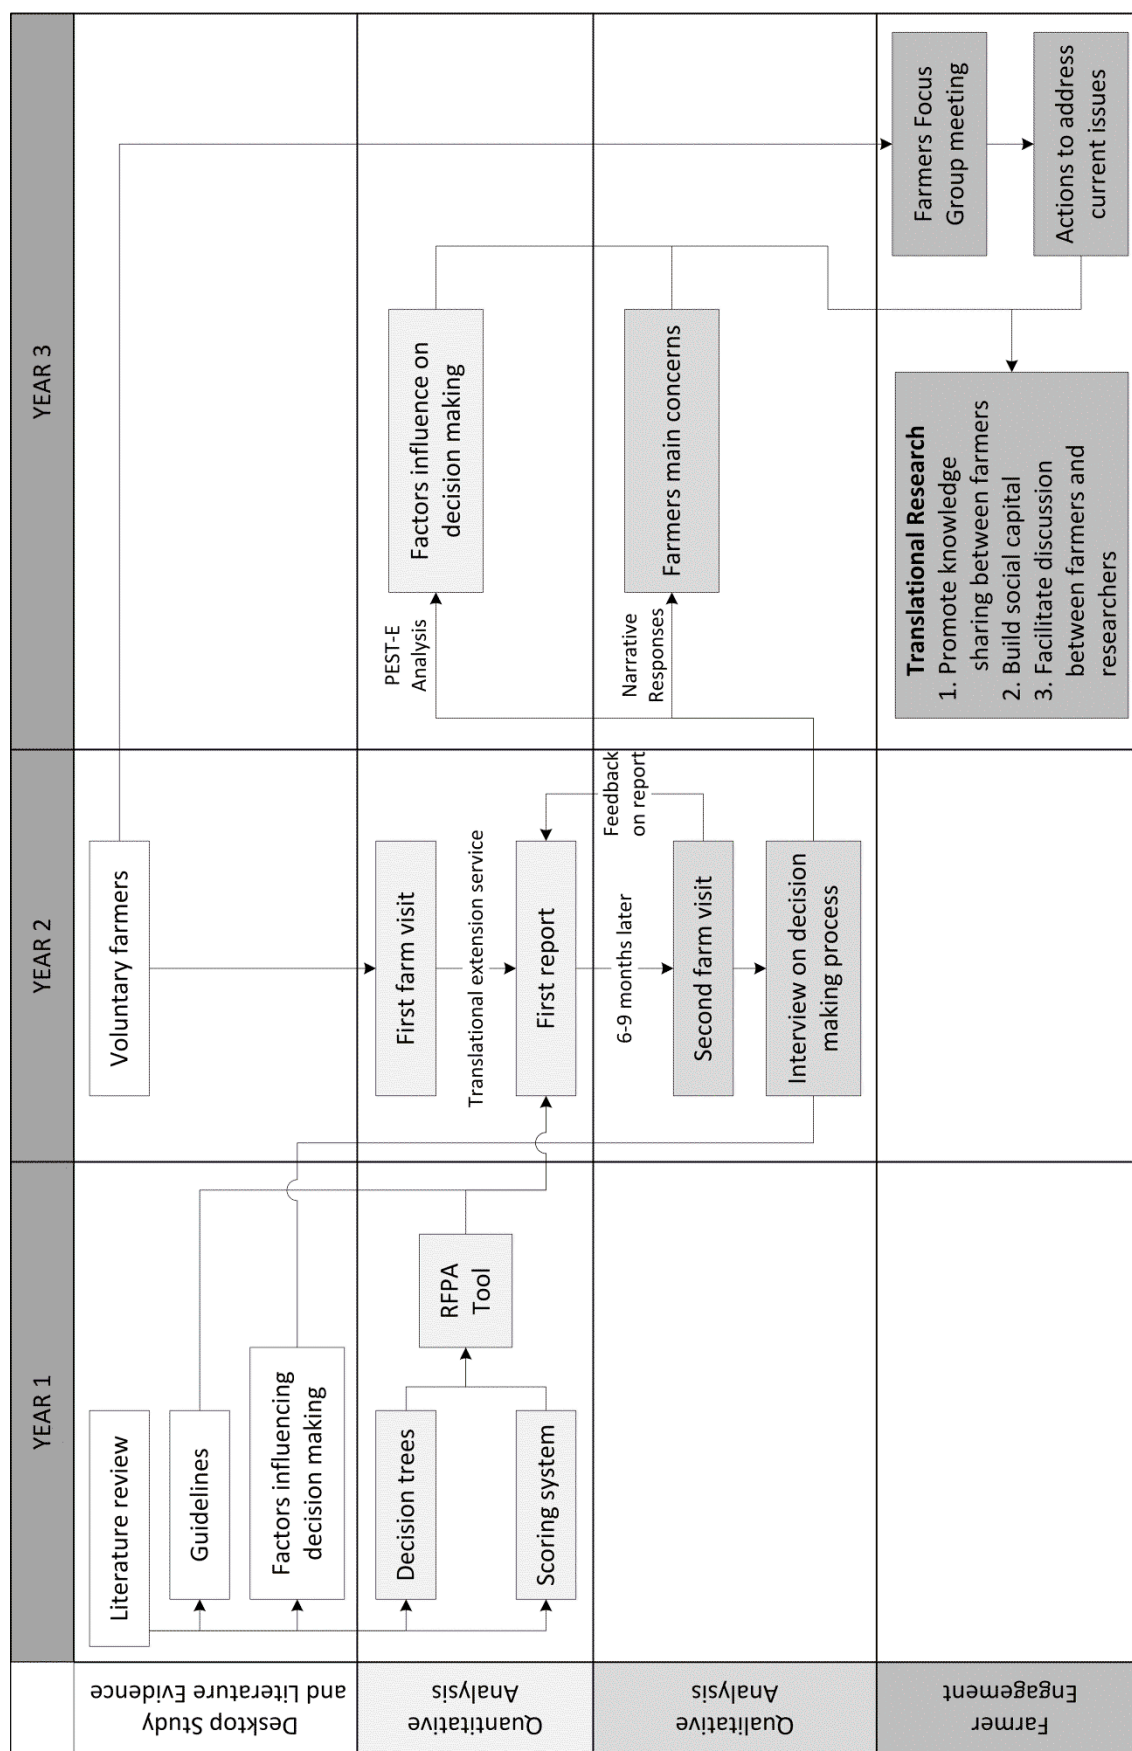 YEAR 1
YEAR 2
YEAR 3
Desktop Study
and Literature Evidence
Literature review
Guidelines
Factors influencing
decision making
Voluntary farmers
Quantitative
Analysis
Decision trees
Scoring system
RFPA
Tool
First farm visit
Translational extension service
First report
PEST-E
Analysis
Factors influence on
decision making
Qualitative
Analysis
6-9 months later
Feedback
on report
Second farm visit
Interview on decision
making process
Narrative
Responses
Farmers main concerns
Farmer
Engagement
Translational Research
1. Promote knowledge
sharing between farmers
2. Build social capital
3. Facilitate discussion
between farmers and
researchers
Farmers Focus
Group meeting
Actions to address
current issues